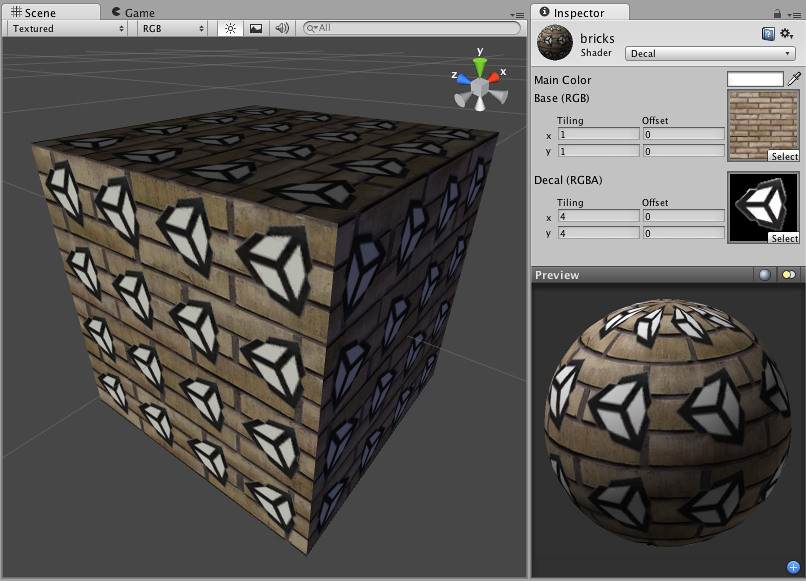 Scene
Game
Textured
RGB
All
y
x
z
Inspector
bricks
Shader
Decal
Main Color
Base (RGB)
Tiling
Offset
x 1 0
y 1 0
Select
Decal (RGBA)
Tiling
Offset
x 4 0
y 4 0
Select
Preview